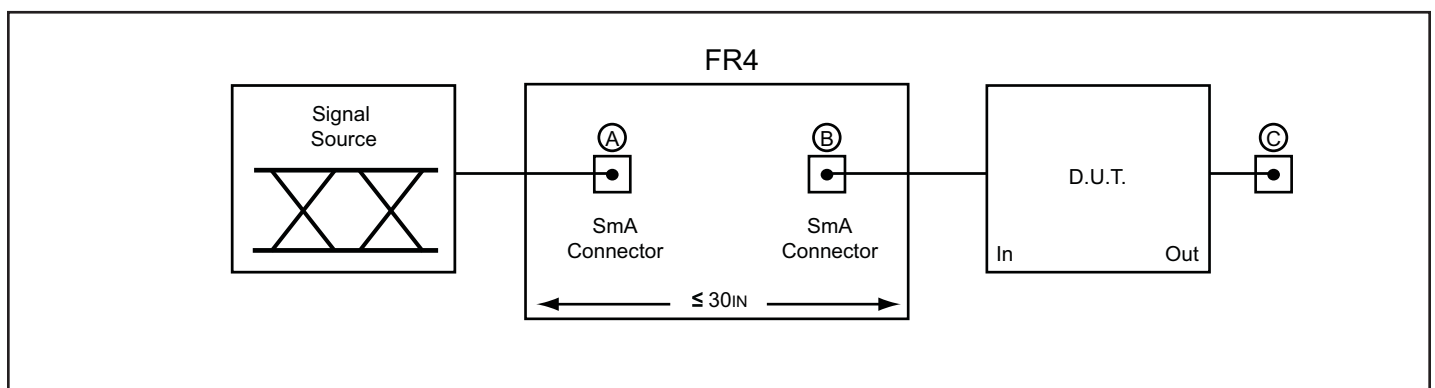 FR4
Signal
Source
A
B
C
D.U.T.
SmA
Connector
SmA
Connector
In
Out
≤ 30IN